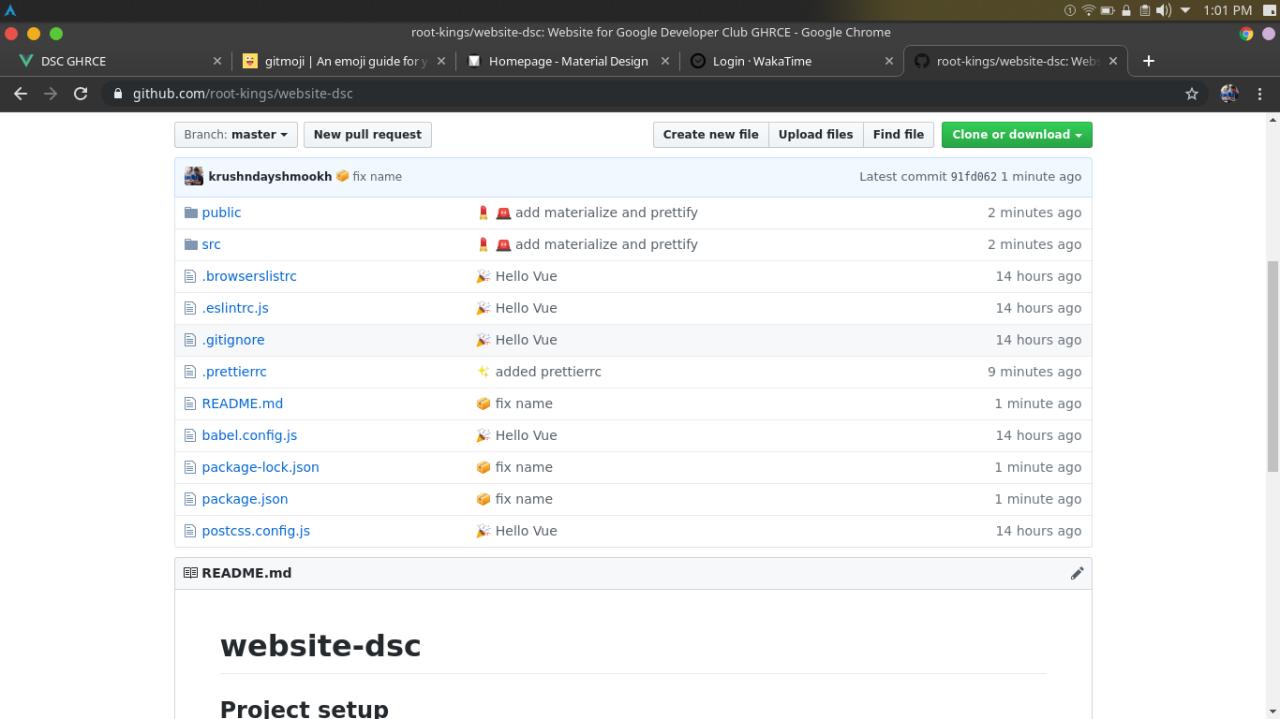 1:01 PM
root-kings/website-dsc: Website for Google Developer Club GHRCE - Google Chrome
DSC GHRCE
gitmoji | An emoji guide for y
Homepage - Material Design
Login · WakaTime
root-kings/website-dsc: Webs
github.com/root-kings/website-dsc
Branch: master New pull request Create new file Upload files Find file Clone or download
krushndayshmookh 📦 fix name Latest commit 91fd062 1 minute ago
public 💄 🚨 add materialize and prettify 2 minutes ago
src 💄 🚨 add materialize and prettify 2 minutes ago
.browserslistrc 🎉 Hello Vue 14 hours ago
.eslintrc.js 🎉 Hello Vue 14 hours ago
.gitignore 🎉 Hello Vue 14 hours ago
.prettierrc ✨ added prettierrc 9 minutes ago
README.md 📦 fix name 1 minute ago
babel.config.js 🎉 Hello Vue 14 hours ago
package-lock.json 📦 fix name 1 minute ago
package.json 📦 fix name 1 minute ago
postcss.config.js 🎉 Hello Vue 14 hours ago
README.md
website-dsc
Project setup